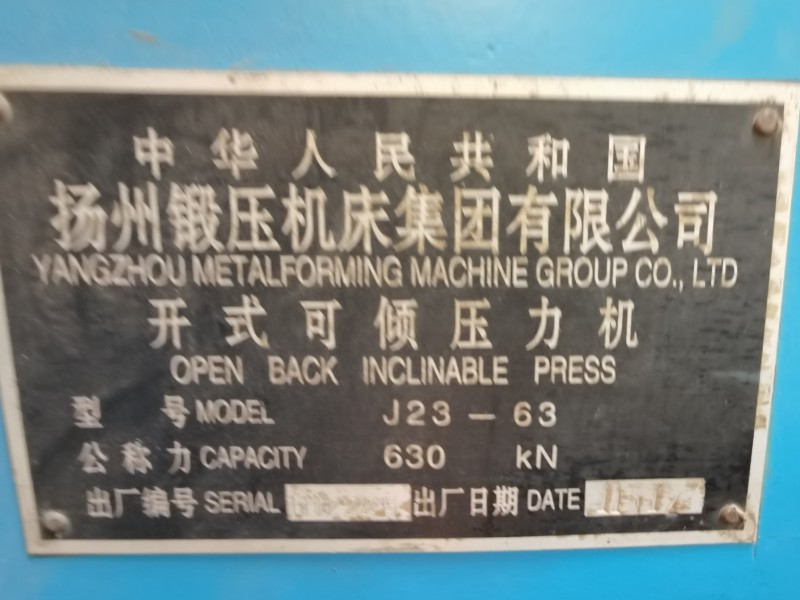 中华人民共和国
扬州锻压机床集团有限公司
YANGZHOU METALFORMING MACHINE GROUP CO., LTD
开式可倾压力机
OPEN BACK INCLINABLE PRESS
型 号 MODEL J23-63
公称力 CAPACITY 630 kN
出厂编号 SERIAL 出厂日期 DATE